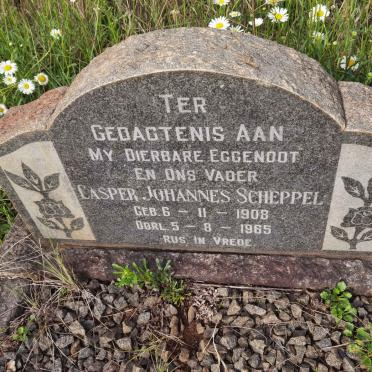 TER
GEDAGTENIS AAN
MY DIERBARE EGGENOOT
EN ONS VADER
CASPER JOHANNES SCHEPPEL
GEB. 6 - 11 - 1908
OORL. 5 - 8 - 1965
RUS IN VREDE